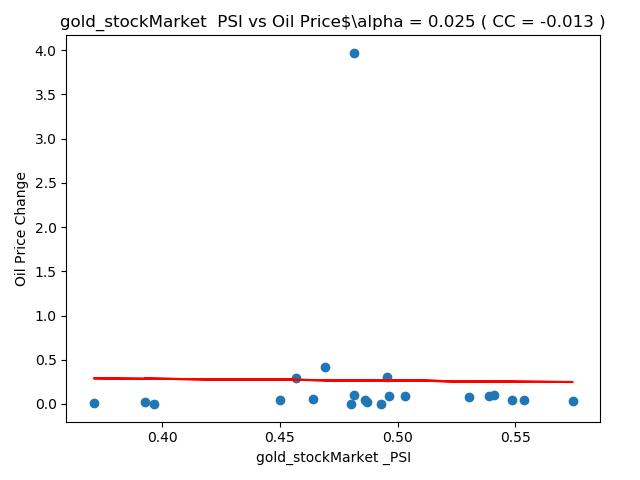 gold_stockMarket  PSI vs Oil Price$\alpha = 0.025 ( CC = -0.013 )
4.0
3.5
3.0
2.5
2.0
1.5
1.0
0.5
0.0
Oil Price Change
0.40 0.45 0.50 0.55
gold_stockMarket _PSI